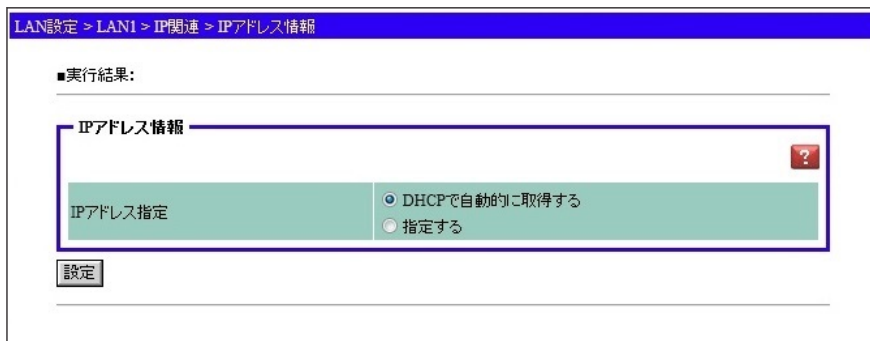 LAN設定 > LAN1 > IP関連 > IPアドレス情報
■実行結果:
IPアドレス情報
?
IPアドレス指定
DHCPで自動的に取得する
指定する
設定